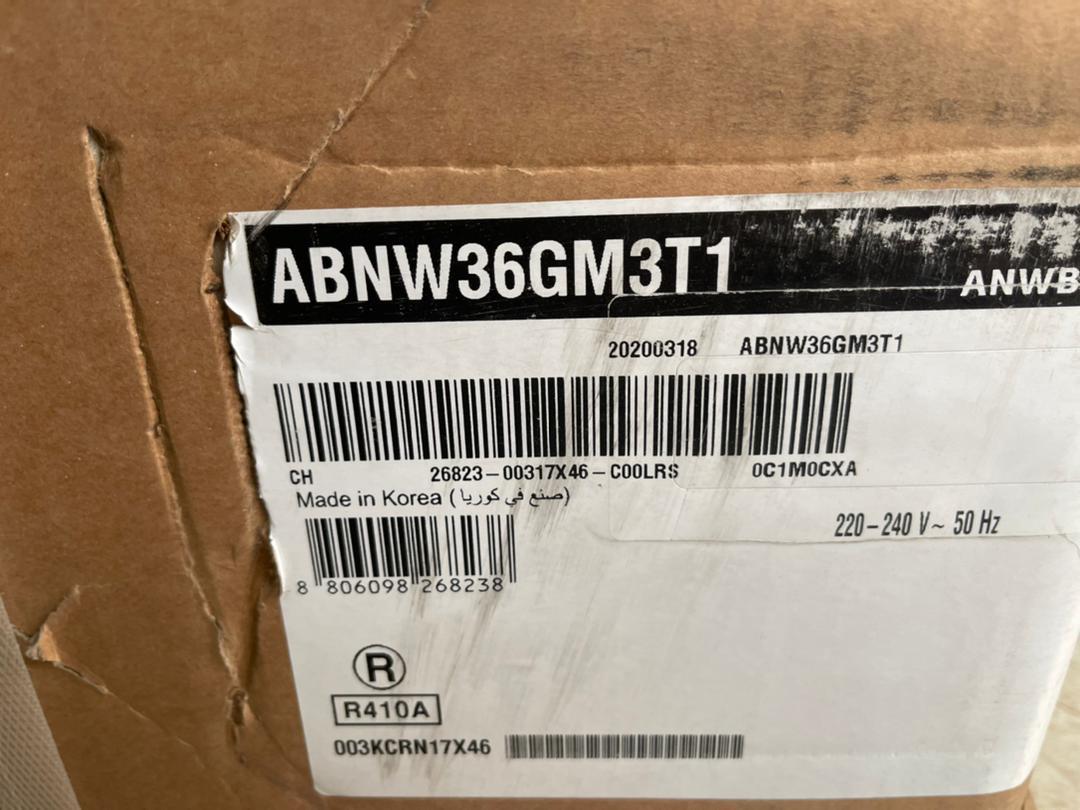 ABNW36GM3T1
ANWB
20200318 ABNW36GM3T1
CH 26823-00317X46-C00LRS 0C1M0CXA
Made in Korea (صنع في كوريا)
220-240 V~ 50 Hz
8 806098 268238
R
R410A
003KCRN17X46